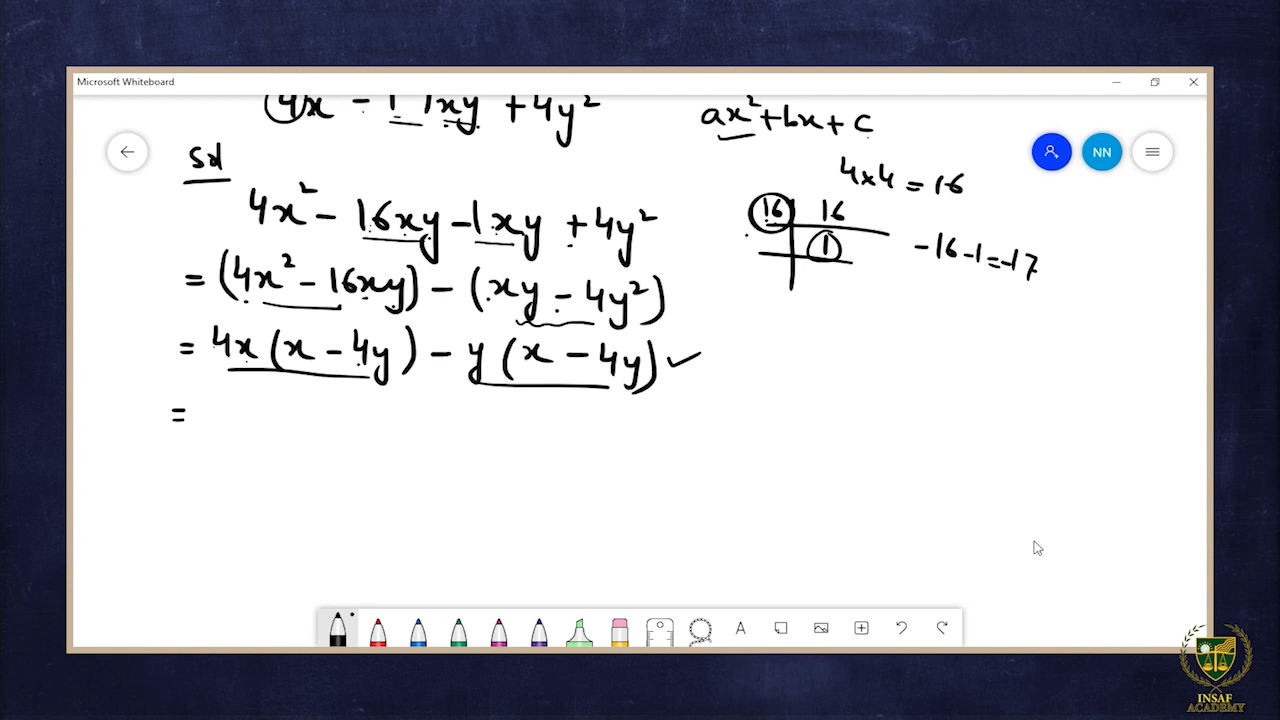 Microsoft Whiteboard
4x - 17xy + 4y²
ax² + bx + c
Sol
NN
4x4 = 16
4x² - 16xy - 1xy + 4y²
16 | 16
1
-16 - 1 = -17
= (4x² - 16xy) - (xy - 4y²)
= 4x (x - 4y) - y (x - 4y) ✓
=
A
INSAF
ACADEMY